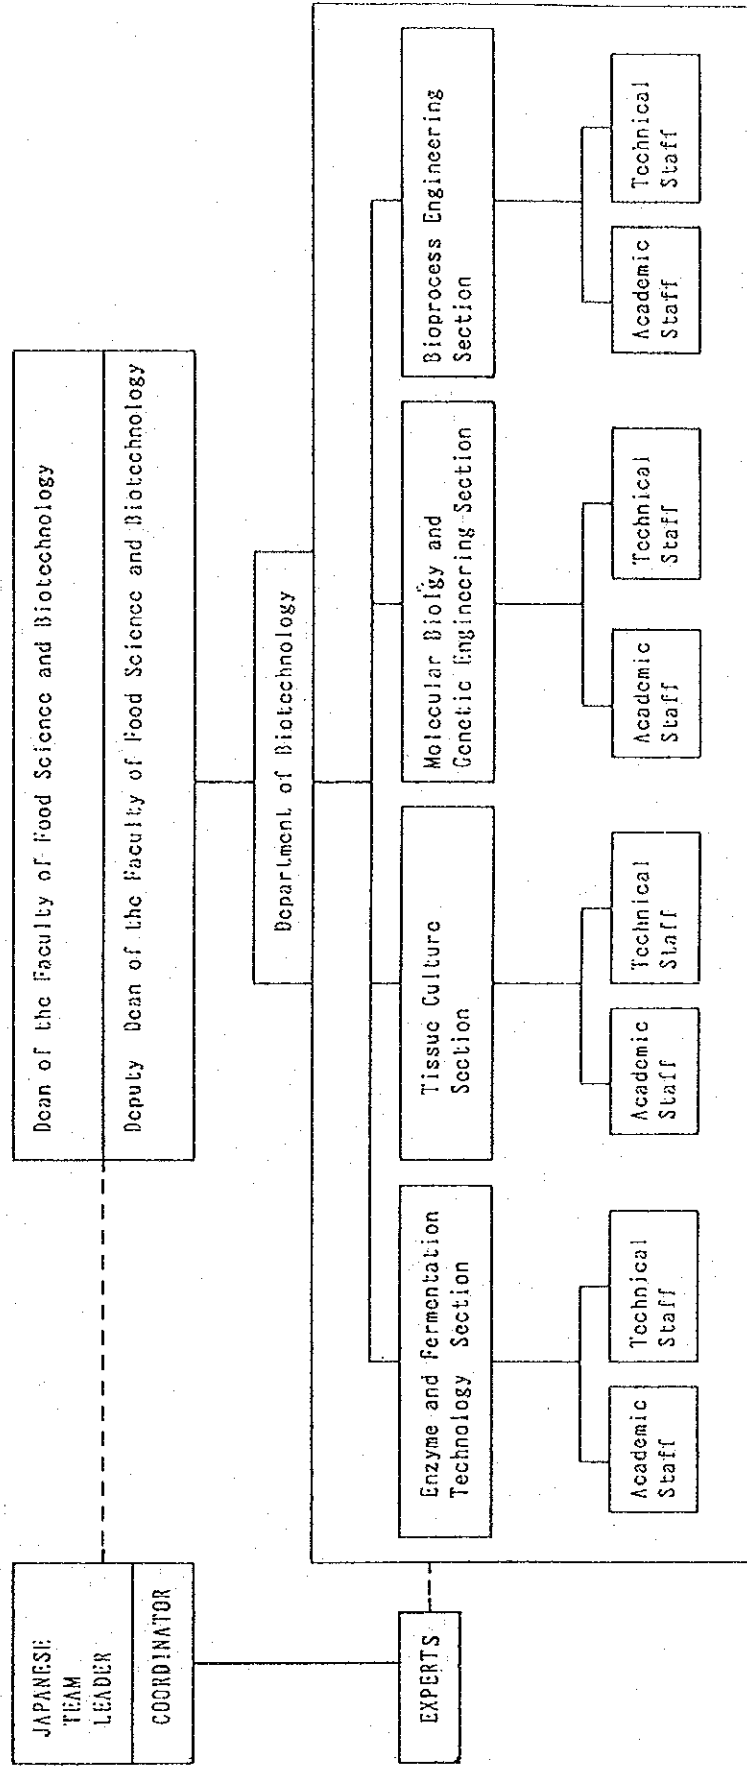 JAPANESE
TEAM
LEADER
COORDINATOR
EXPERTS
Dean of the Faculty of Food Science and Biotechnology
Deputy Dean of the Faculty of Food Science and Biotechnology
Department of Biotechnology
Enzyme and Fermentation
Technology Section
Academic
Staff
Technical
Staff
Tissue Culture
Section
Academic
Staff
Technical
Staff
Molecular Biolgy and
Genetic Engineering Section
Academic
Staff
Technical
Staff
Bioprocess Engineering
Section
Academic
Staff
Technical
Staff